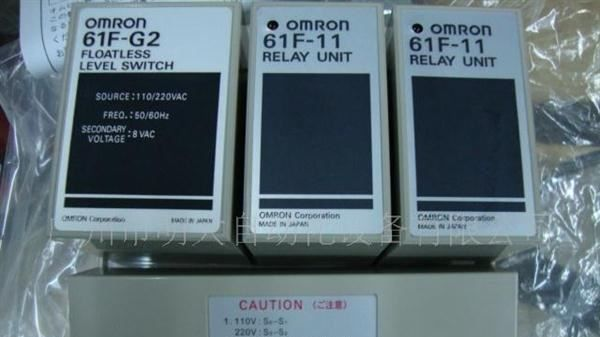 OMRON
61F-G2
FLOATLESS
LEVEL SWITCH
SOURCE:110/220VAC
FREQ.:50/60Hz
SECONDARY
VOLTAGE:8VAC
OMRON Corporation
MADE IN JAPAN
OMRON
61F-11
RELAY UNIT
OMRON Corporation
MADE IN JAPAN
OMRON
61F-11
RELAY UNIT
OMRON Corporation
MADE IN JAPAN
CAUTION (ご注意)
1. 110V:S₀-S₁
220V:S₀-S₂